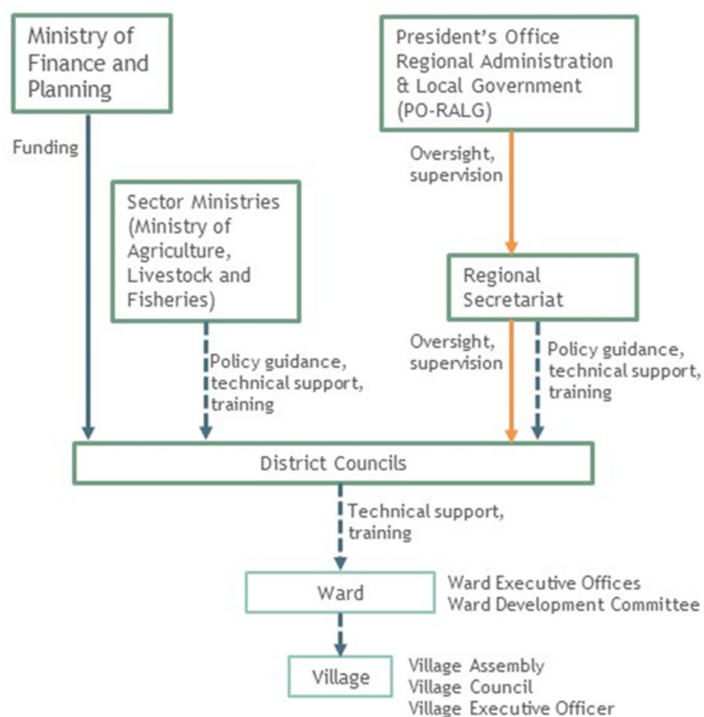 Ministry of
Finance and
Planning
President's Office
Regional Administration
& Local Government
(PO-RALG)
Funding
Oversight,
supervision
Sector Ministries
(Ministry of
Agriculture,
Livestock and
Fisheries)
Regional
Secretariat
Policy guidance,
technical support,
training
Oversight,
supervision
Policy guidance,
technical support,
training
District Councils
Technical support,
training
Ward
Ward Executive Offices
Ward Development Committee
Village
Village Assembly
Village Council
Village Executive Officer